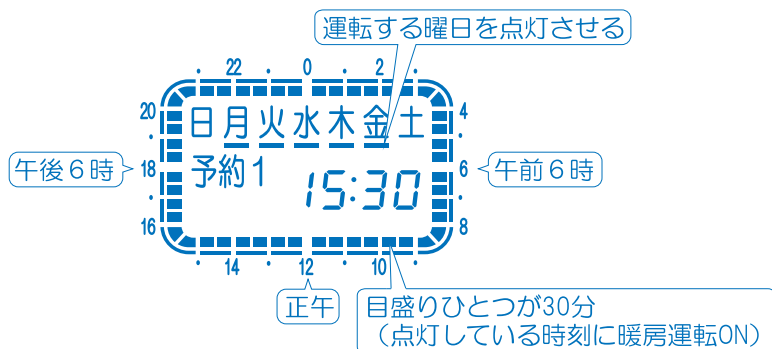 運転する曜日を点灯させる
22 0 2
20 4
日月火水木金土
午後6時 18 予約1 6 午前6時
15:30
16 8
14 12 10
正午
目盛りひとつが30分
（点灯している時刻に暖房運転ON）